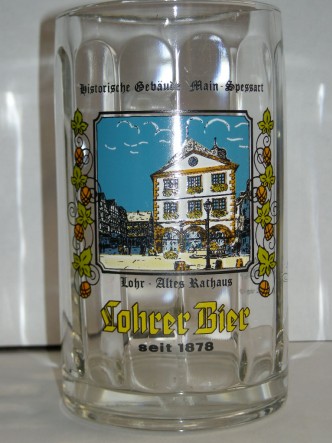 Historische Gebäude Main-Spessart
Lohr - Altes Rathaus
Lohrer Bier
seit 1878